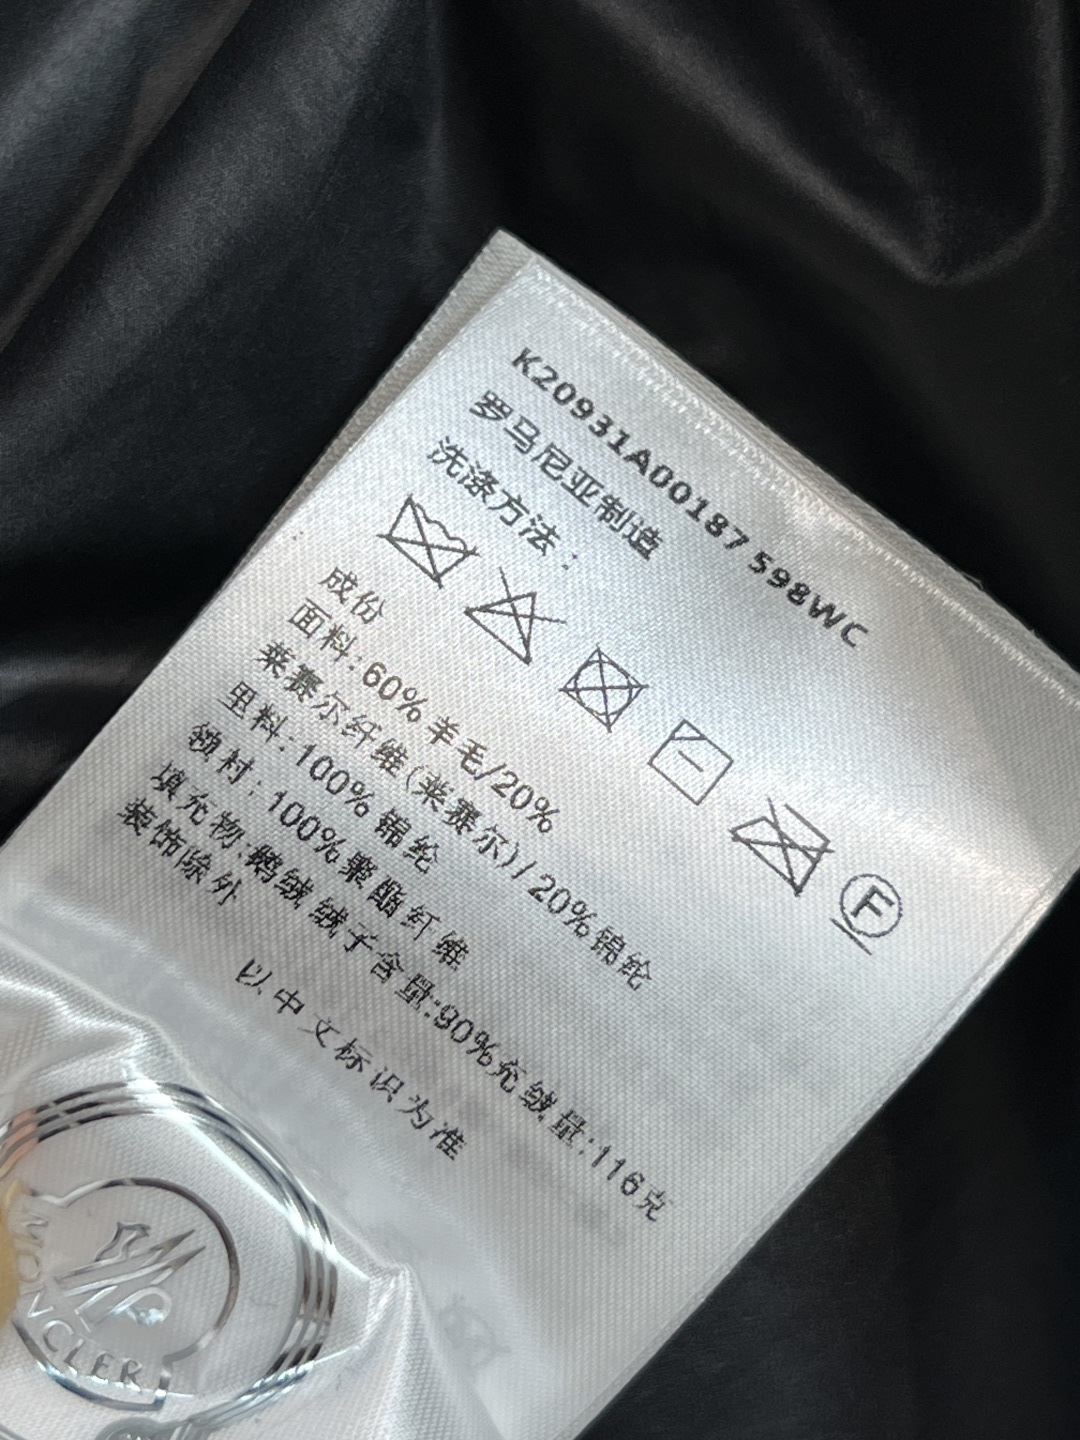 K20931A00187 598WC
罗马尼亚制造
洗涤方法：
F
成份
面料:60%羊毛/20%
莱赛尔纤维(莱赛尔)/20%锦纶
里料:100%锦纶
领衬:100%聚酯纤维
填充物:鹅绒绒子含量:90%充绒量:116克
装饰除外
以中文标识为准
MONCLER